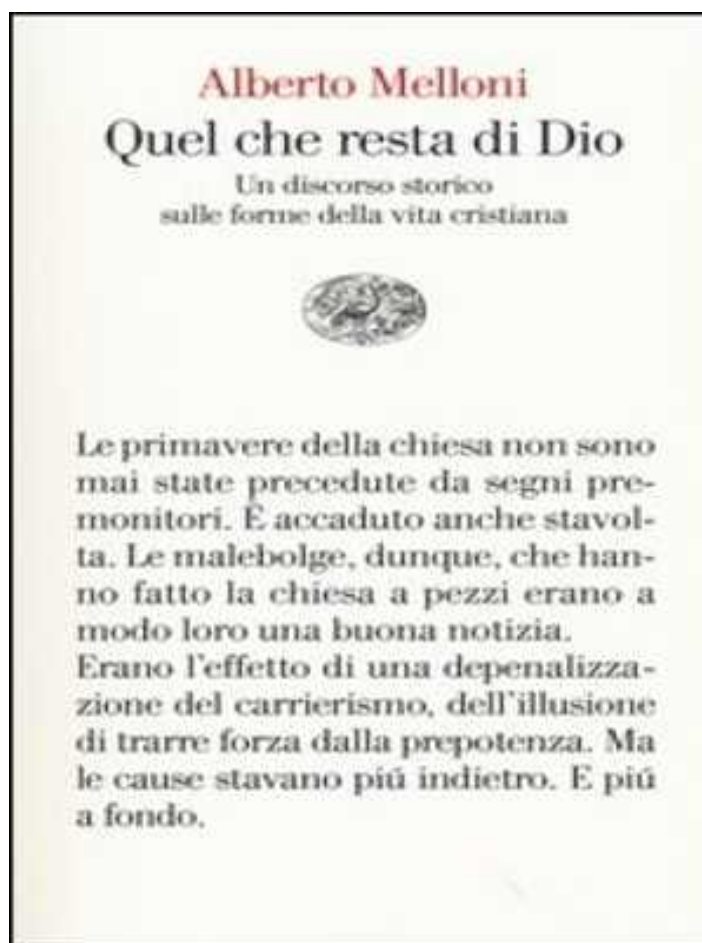 Alberto Melloni
Quel che resta di Dio
Un discorso storico
sulle forme della vita cristiana
Le primavere della chiesa non sono
mai state precedute da segni pre-
monitori. È accaduto anche stavol-
ta. Le malebolge, dunque, che han-
no fatto la chiesa a pezzi erano a
modo loro una buona notizia.
Erano l'effetto di una depenalizza-
zione del carrierismo, dell'illusione
di trarre forza dalla prepotenza. Ma
le cause stavano piú indietro. E piú
a fondo.